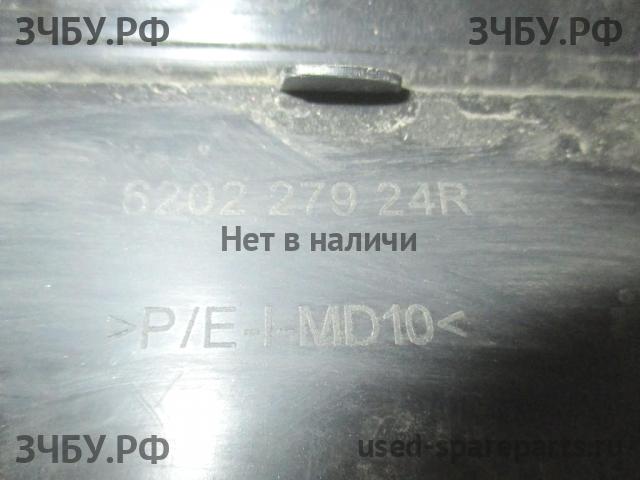 ЗЧБУ.РФ ЗЧБУ.РФ
6202 279 24R
Нет в наличи
>P/E-I-MD10<
ЗЧБУ.РФ used-spareparts.ru